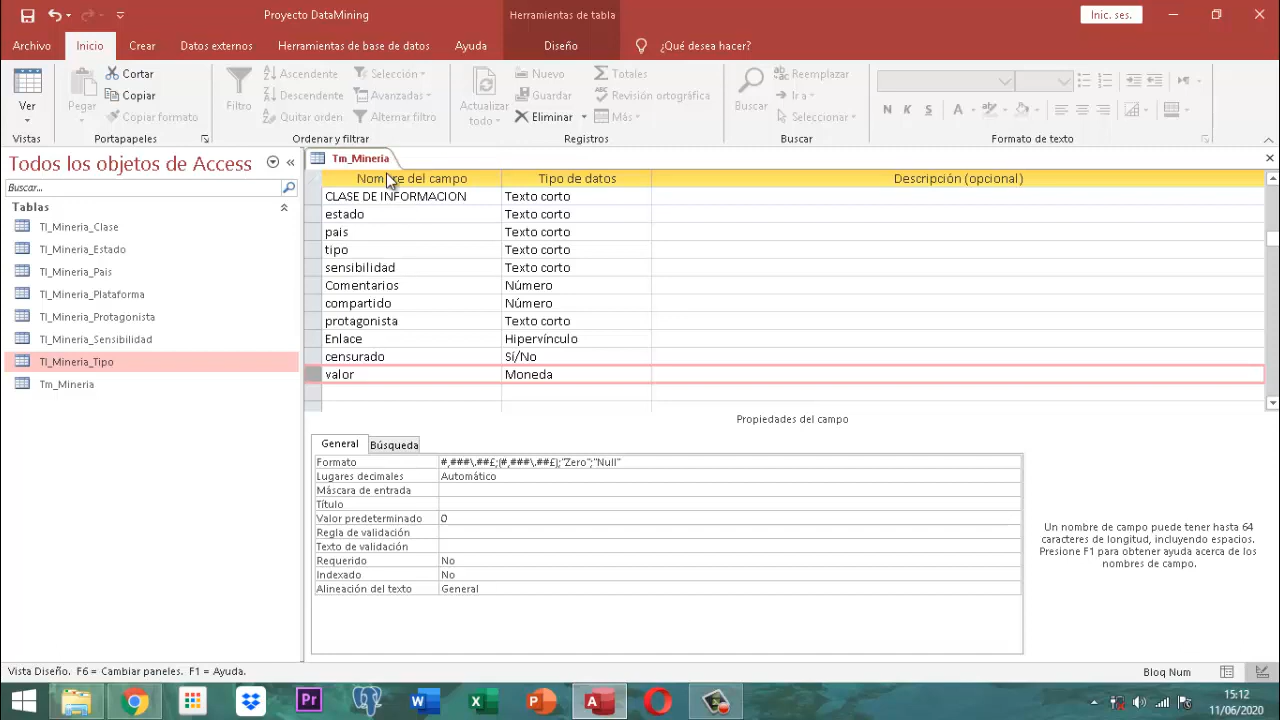 Proyecto DataMining
Herramientas de tabla
Inic. ses.
Archivo Inicio Crear Datos externos Herramientas de base de datos Ayuda Diseño ¿Qué desea hacer?
Ver
Vistas
Pegar
Cortar
Copiar
Copiar formato
Portapapeles
Filtro
Ascendente
Descendente
Quitar orden
Selección
Avanzadas
Alternar filtro
Ordenar y filtrar
Actualizar todo
Nuevo
Guardar
Eliminar
Totales
Revisión ortográfica
Más
Registros
Buscar
Reemplazar
Ir a
Seleccionar
Buscar
N K S
Formato de texto
Todos los objetos de Access
Buscar...
Tablas
Tl_Mineria_Clase
Tl_Mineria_Estado
Tl_Mineria_Pais
Tl_Mineria_Plataforma
Tl_Mineria_Protagonista
Tl_Mineria_Sensibilidad
Tl_Mineria_Tipo
Tm_Mineria
Tm_Mineria
Nombre del campo Tipo de datos Descripción (opcional)
CLASE DE INFORMACION Texto corto
estado Texto corto
pais Texto corto
tipo Texto corto
sensibilidad Texto corto
Comentarios Número
compartido Número
protagonista Texto corto
Enlace Hipervínculo
censurado Sí/No
valor Moneda
Propiedades del campo
General Búsqueda
Formato #,###\.##£;(#,###\.##£);"Zero";"Null"
Lugares decimales Automático
Máscara de entrada
Título
Valor predeterminado 0
Regla de validación
Texto de validación
Requerido No
Indexado No
Alineación del texto General
Un nombre de campo puede tener hasta 64
caracteres de longitud, incluyendo espacios.
Presione F1 para obtener ayuda acerca de los
nombres de campo.
Vista Diseño. F6 = Cambiar paneles. F1 = Ayuda.
Bloq Num
15:12
11/06/2020